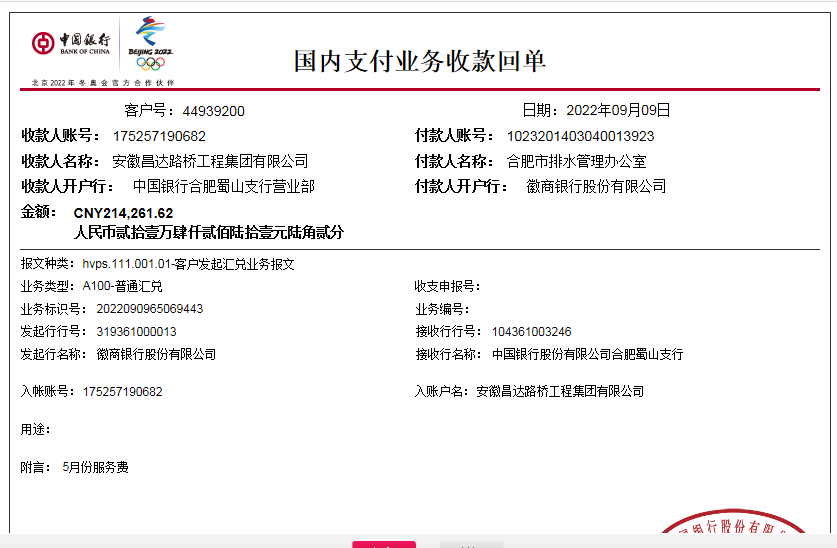 中国银行
BANK OF CHINA
BEIJING 2022
北京2022年冬奥会官方合作伙伴
国内支付业务收款回单
客户号：44939200 日期：2022年09月09日
收款人账号：175257190682 付款人账号：1023201403040013923
收款人名称：安徽昌达路桥工程集团有限公司 付款人名称：合肥市排水管理办公室
收款人开户行：中国银行合肥蜀山支行营业部 付款人开户行：徽商银行股份有限公司
金额：CNY214,261.62
人民币贰拾壹万肆仟贰佰陆拾壹元陆角贰分
报文种类：hvps.111.001.01-客户发起汇兑业务报文
业务类型：A100-普通汇兑 收支申报号：
业务标识号：2022090965069443 业务编号：
发起行行号：319361000013 接收行行号：104361003246
发起行名称：徽商银行股份有限公司 接收行名称：中国银行股份有限公司合肥蜀山支行
入帐账号：175257190682 入账户名：安徽昌达路桥工程集团有限公司
用途：
附言：5月份服务费
银行股份有限公